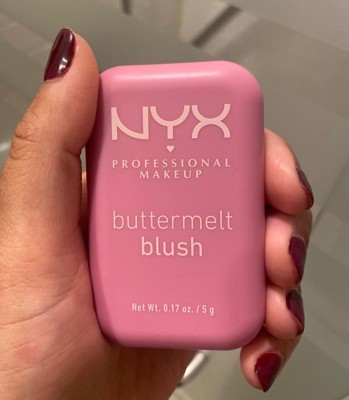 NYX
PROFESSIONAL
MAKEUP
buttermelt
blush
Net Wt. 0.17 oz. / 5 g